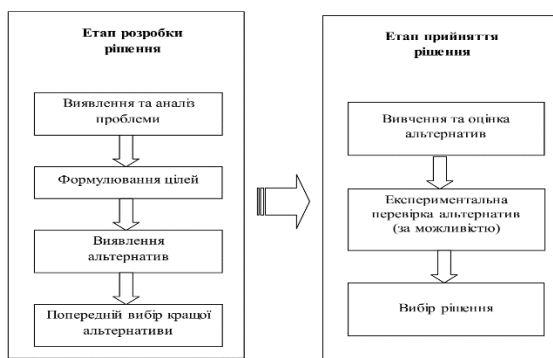 Етап розробки
рішення
Виявлення та аналіз
проблеми
Формулювання цілей
Виявлення
альтернатив
Попередній вибір кращої
альтернативи
Етап прийняття
рішення
Вивчення та оцінка
альтернатив
Експериментальна
перевірка альтернатив
(за можливістю)
Вибір рішення